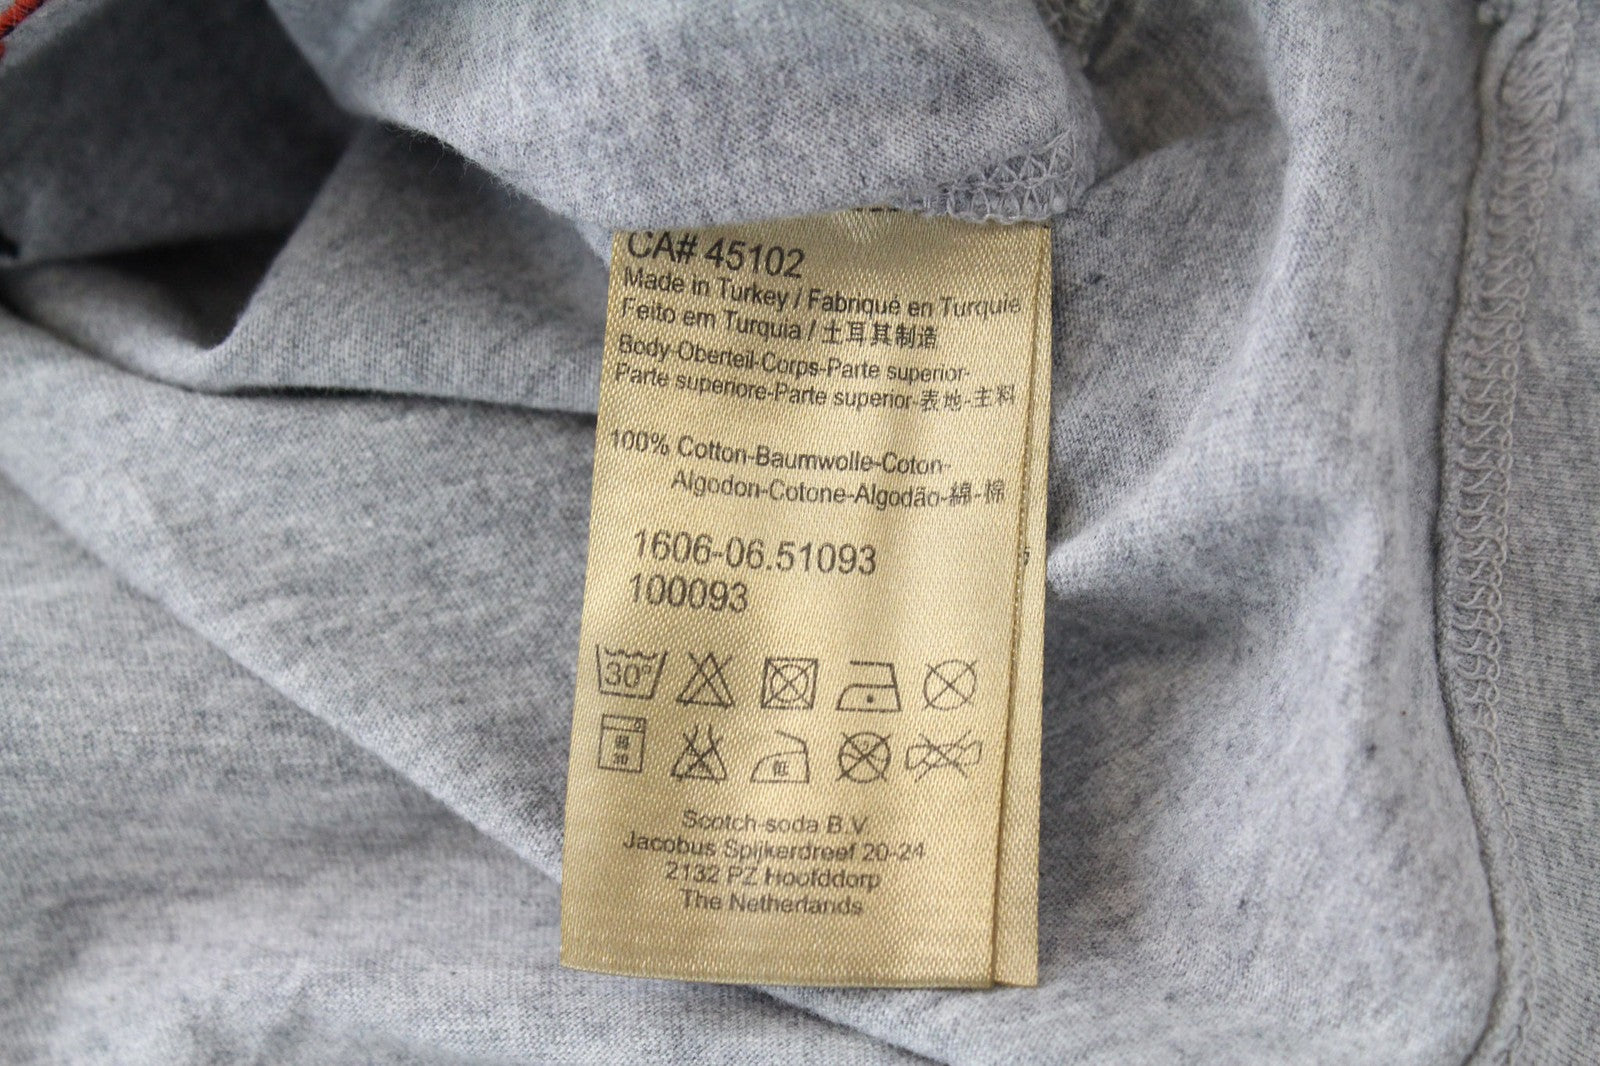 CA# 45102
Made in Turkey / Fabriqué en Turquie
Feito em Turquia / 土耳其制造
Body-Oberteil-Corps-Parte superior-
Parte superiore-Parte superior-表地-主料
100% Cotton-Baumwolle-Coton-
Algodon-Cotone-Algodão-綿-棉
1606-06.51093
100093
30°
Scotch-soda B.V.
Jacobus Spijkerdreef 20-24
2132 PZ Hoofddorp
The Netherlands